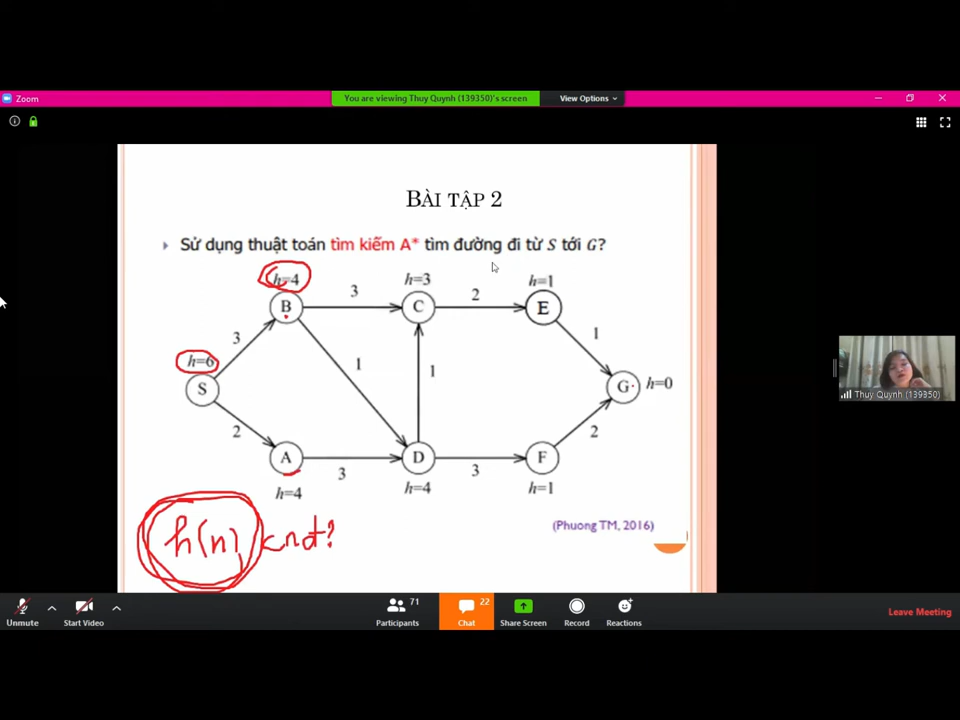 Zoom
You are viewing Thuy Quynh (139350)'s screen
View Options
BÀI TẬP 2
Sử dụng thuật toán tìm kiếm A* tìm đường đi từ S tới G?
h=4
h=3
h=1
B
3
C
2
E
3
1
h=6
1
1
S
G
h=0
2
2
A
3
D
3
F
h=4
h=4
h=1
h(n)
(Phuong TM, 2016)
Thuy Quynh (139350)
Unmute
Start Video
71
Participants
22
Chat
Share Screen
Record
Reactions
Leave Meeting